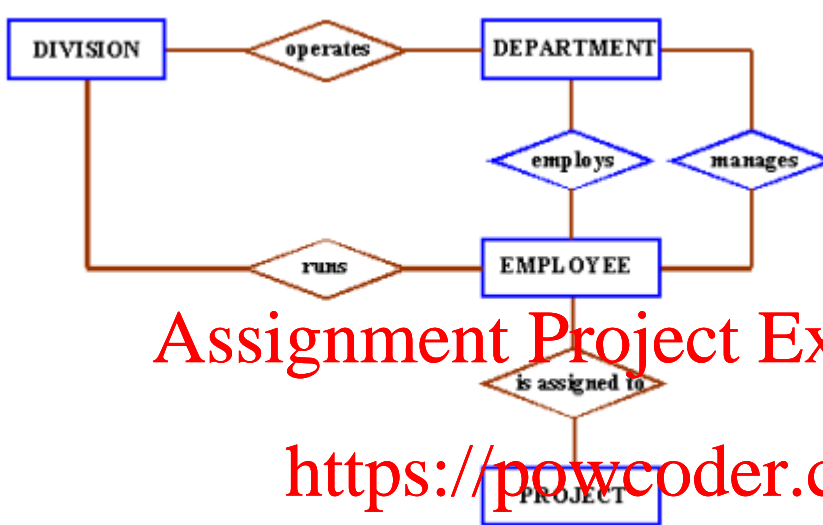 DIVISION operates DEPARTMENT
employs manages
runs EMPLOYEE
Assignment Project Ex
is assigned to
https://powcoder.c
PROJECT